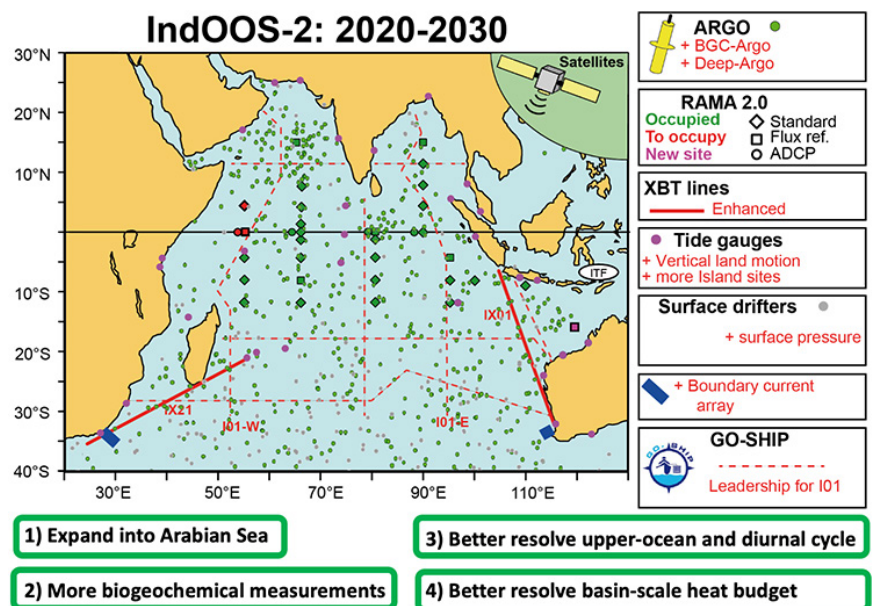 IndOOS-2: 2020-2030
30°N
20°N
10°N
0°
10°S
20°S
30°S
40°S
30°E
50°E
70°E
90°E
110°E
Satellites
ITF
IX01
IX21
I01-W
I01-E
ARGO
+ BGC-Argo
+ Deep-Argo
RAMA 2.0
Occupied
To occupy
New site
Standard
Flux ref.
ADCP
XBT lines
Enhanced
Tide gauges
+ Vertical land motion
+ more Island sites
Surface drifters
+ surface pressure
+ Boundary current
array
GO-SHIP
GO-SHIP
Leadership for I01
1) Expand into Arabian Sea
2) More biogeochemical measurements
3) Better resolve upper-ocean and diurnal cycle
4) Better resolve basin-scale heat budget